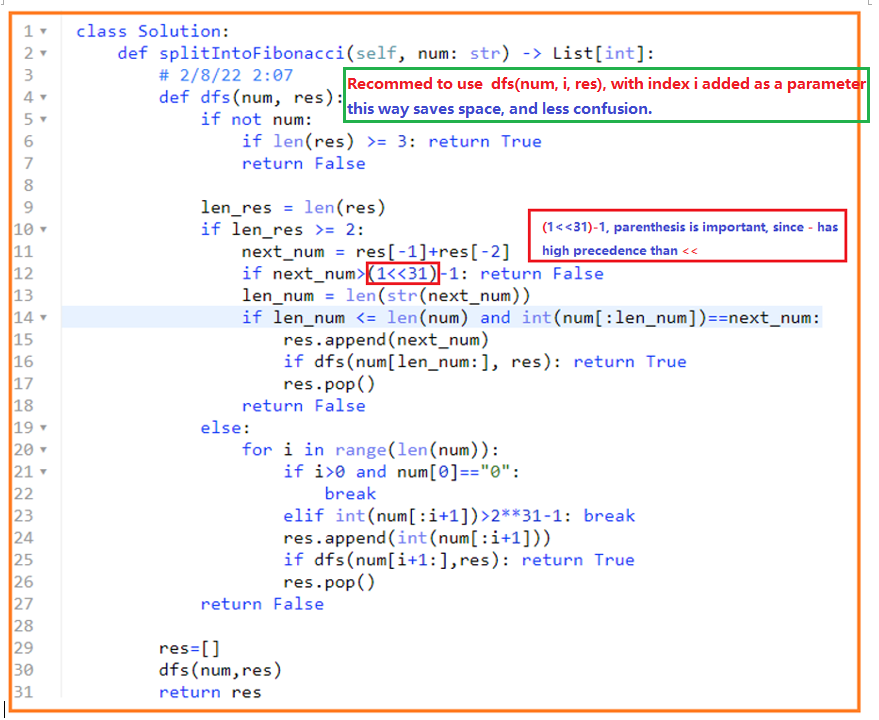 1 class Solution:
2 def splitIntoFibonacci(self, num: str) -> List[int]:
3 # 2/8/22 2:07
Recommed to use dfs(num, i, res), with index i added as a parameter
4 def dfs(num, res):
this way saves space, and less confusion.
5 if not num:
6 if len(res) >= 3: return True
7 return False
8
9 len_res = len(res)
10 if len_res >= 2:
(1<<31)-1, parenthesis is important, since - has
high precedence than <<
11 next_num = res[-1]+res[-2]
12 if next_num>(1<<31)-1: return False
13 len_num = len(str(next_num))
14 if len_num <= len(num) and int(num[:len_num])==next_num:
15 res.append(next_num)
16 if dfs(num[len_num:], res): return True
17 res.pop()
18 return False
19 else:
20 for i in range(len(num)):
21 if i>0 and num[0]=="0":
22 break
23 elif int(num[:i+1])>2**31-1: break
24 res.append(int(num[:i+1]))
25 if dfs(num[i+1:],res): return True
26 res.pop()
27 return False
28
29 res=[]
30 dfs(num,res)
31 return res